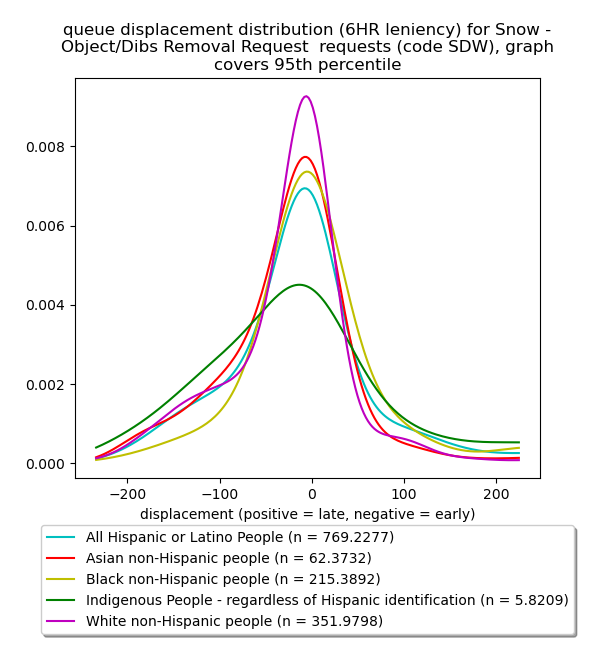 queue displacement distribution (6HR leniency) for Snow -
Object/Dibs Removal Request  requests (code SDW), graph
covers 95th percentile
0.008
0.006
0.004
0.002
0.000
−200
−100
0
100
200
displacement (positive = late, negative = early)
All Hispanic or Latino People (n = 769.2277)
Asian non-Hispanic people (n = 62.3732)
Black non-Hispanic people (n = 215.3892)
Indigenous People - regardless of Hispanic identification (n = 5.8209)
White non-Hispanic people (n = 351.9798)